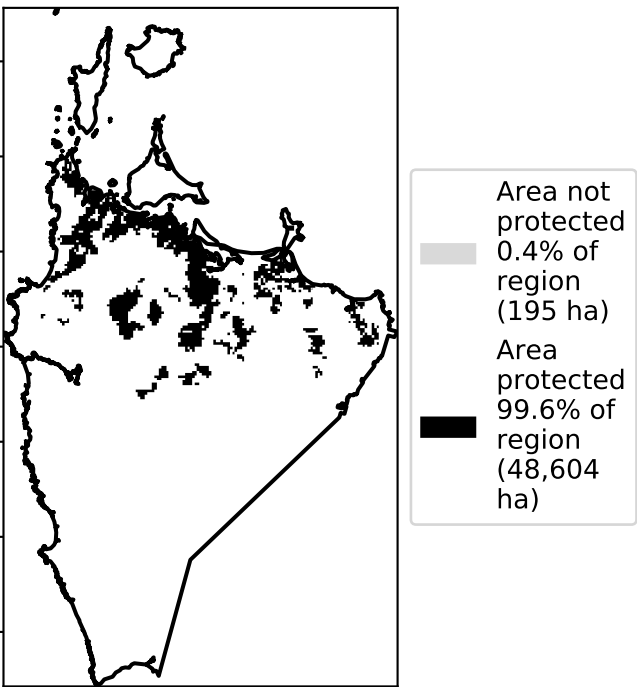 Area not
protected
0.4% of
region
(195 ha)
Area
protected
99.6% of
region
(48,604
ha)